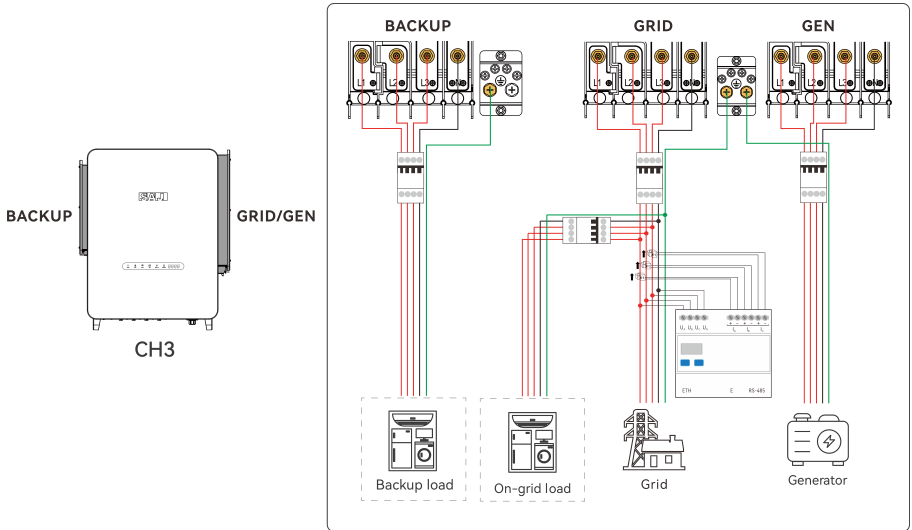 BACKUP
GRID
GEN
L1
L2
L3
N
L1
L2
L3
N
L1
L2
L3
N
SAJ
BACKUP
GRID/GEN
CH3
+ - + - + -
ETH
E
RS-485
Backup load
On-grid load
Grid
Generator